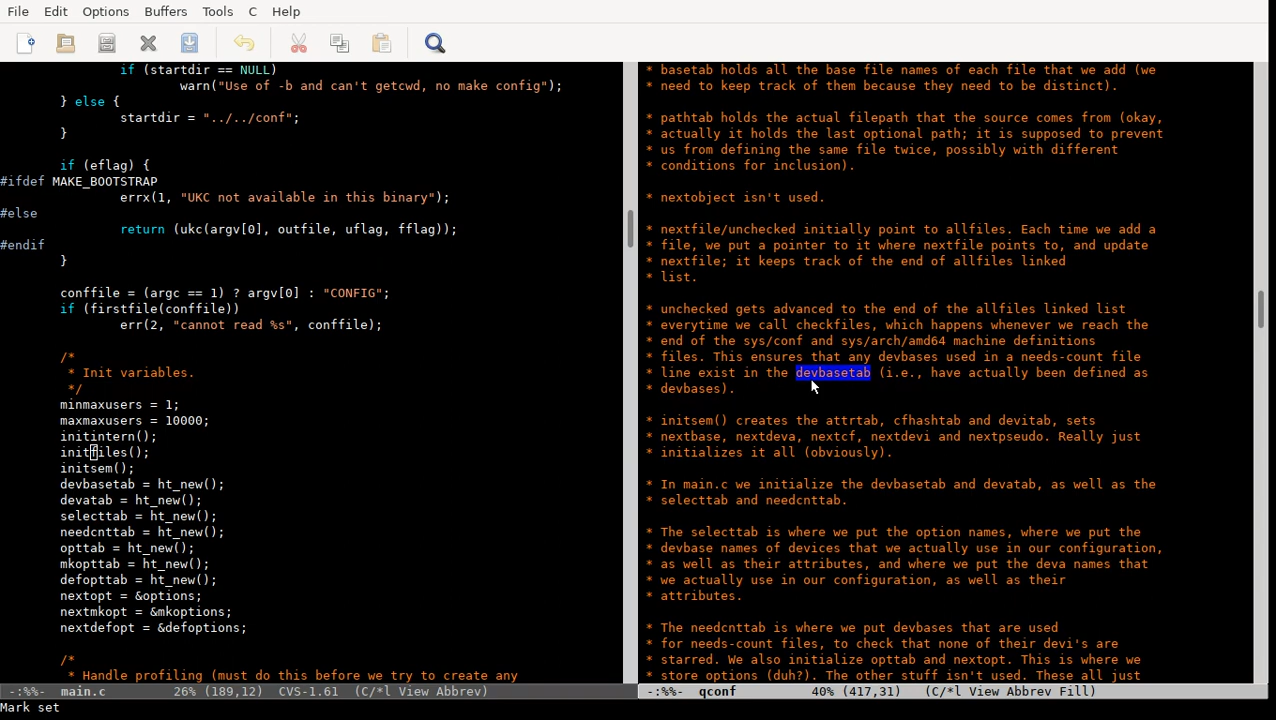 File Edit Options Buffers Tools C Help
if (startdir == NULL)
warn("Use of -b and can't getcwd, no make config");
} else {
startdir = "../../conf";
}
if (eflag) {
#ifdef MAKE_BOOTSTRAP
errx(1, "UKC not available in this binary");
#else
return (ukc(argv[0], outfile, uflag, fflag));
#endif
}
conffile = (argc == 1) ? argv[0] : "CONFIG";
if (firstfile(conffile))
err(2, "cannot read %s", conffile);
/*
* Init variables.
*/
minmaxusers = 1;
maxmaxusers = 10000;
initintern();
initfiles();
initsem();
devbasetab = ht_new();
devatab = ht_new();
selecttab = ht_new();
needcnttab = ht_new();
opttab = ht_new();
mkopttab = ht_new();
defopttab = ht_new();
nextopt = &options;
nextmkopt = &mkoptions;
nextdefopt = &defoptions;
/*
* Handle profiling (must do this before we try to create any
-:%%- main.c 26% (189,12) CVS-1.61 (C/*l View Abbrev)
* basetab holds all the base file names of each file that we add (we
* need to keep track of them because they need to be distinct).
* pathtab holds the actual filepath that the source comes from (okay,
* actually it holds the last optional path; it is supposed to prevent
* us from defining the same file twice, possibly with different
* conditions for inclusion).
* nextobject isn't used.
* nextfile/unchecked initially point to allfiles. Each time we add a
* file, we put a pointer to it where nextfile points to, and update
* nextfile; it keeps track of the end of allfiles linked
* list.
* unchecked gets advanced to the end of the allfiles linked list
* everytime we call checkfiles, which happens whenever we reach the
* end of the sys/conf and sys/arch/amd64 machine definitions
* files. This ensures that any devbases used in a needs-count file
* line exist in the devbasetab (i.e., have actually been defined as
* devbases).
* initsem() creates the attrtab, cfhashtab and devitab, sets
* nextbase, nextdeva, nextcf, nextdevi and nextpseudo. Really just
* initializes it all (obviously).
* In main.c we initialize the devbasetab and devatab, as well as the
* selecttab and needcnttab.
* The selecttab is where we put the option names, where we put the
* devbase names of devices that we actually use in our configuration,
* as well as their attributes, and where we put the deva names that
* we actually use in our configuration, as well as their
* attributes.
* The needcnttab is where we put devbases that are used
* for needs-count files, to check that none of their devi's are
* starred. We also initialize opttab and nextopt. This is where we
* store options (duh?). The other stuff isn't used. These all just
-:%%- qconf 40% (417,31) (C/*l View Abbrev Fill)
Mark set